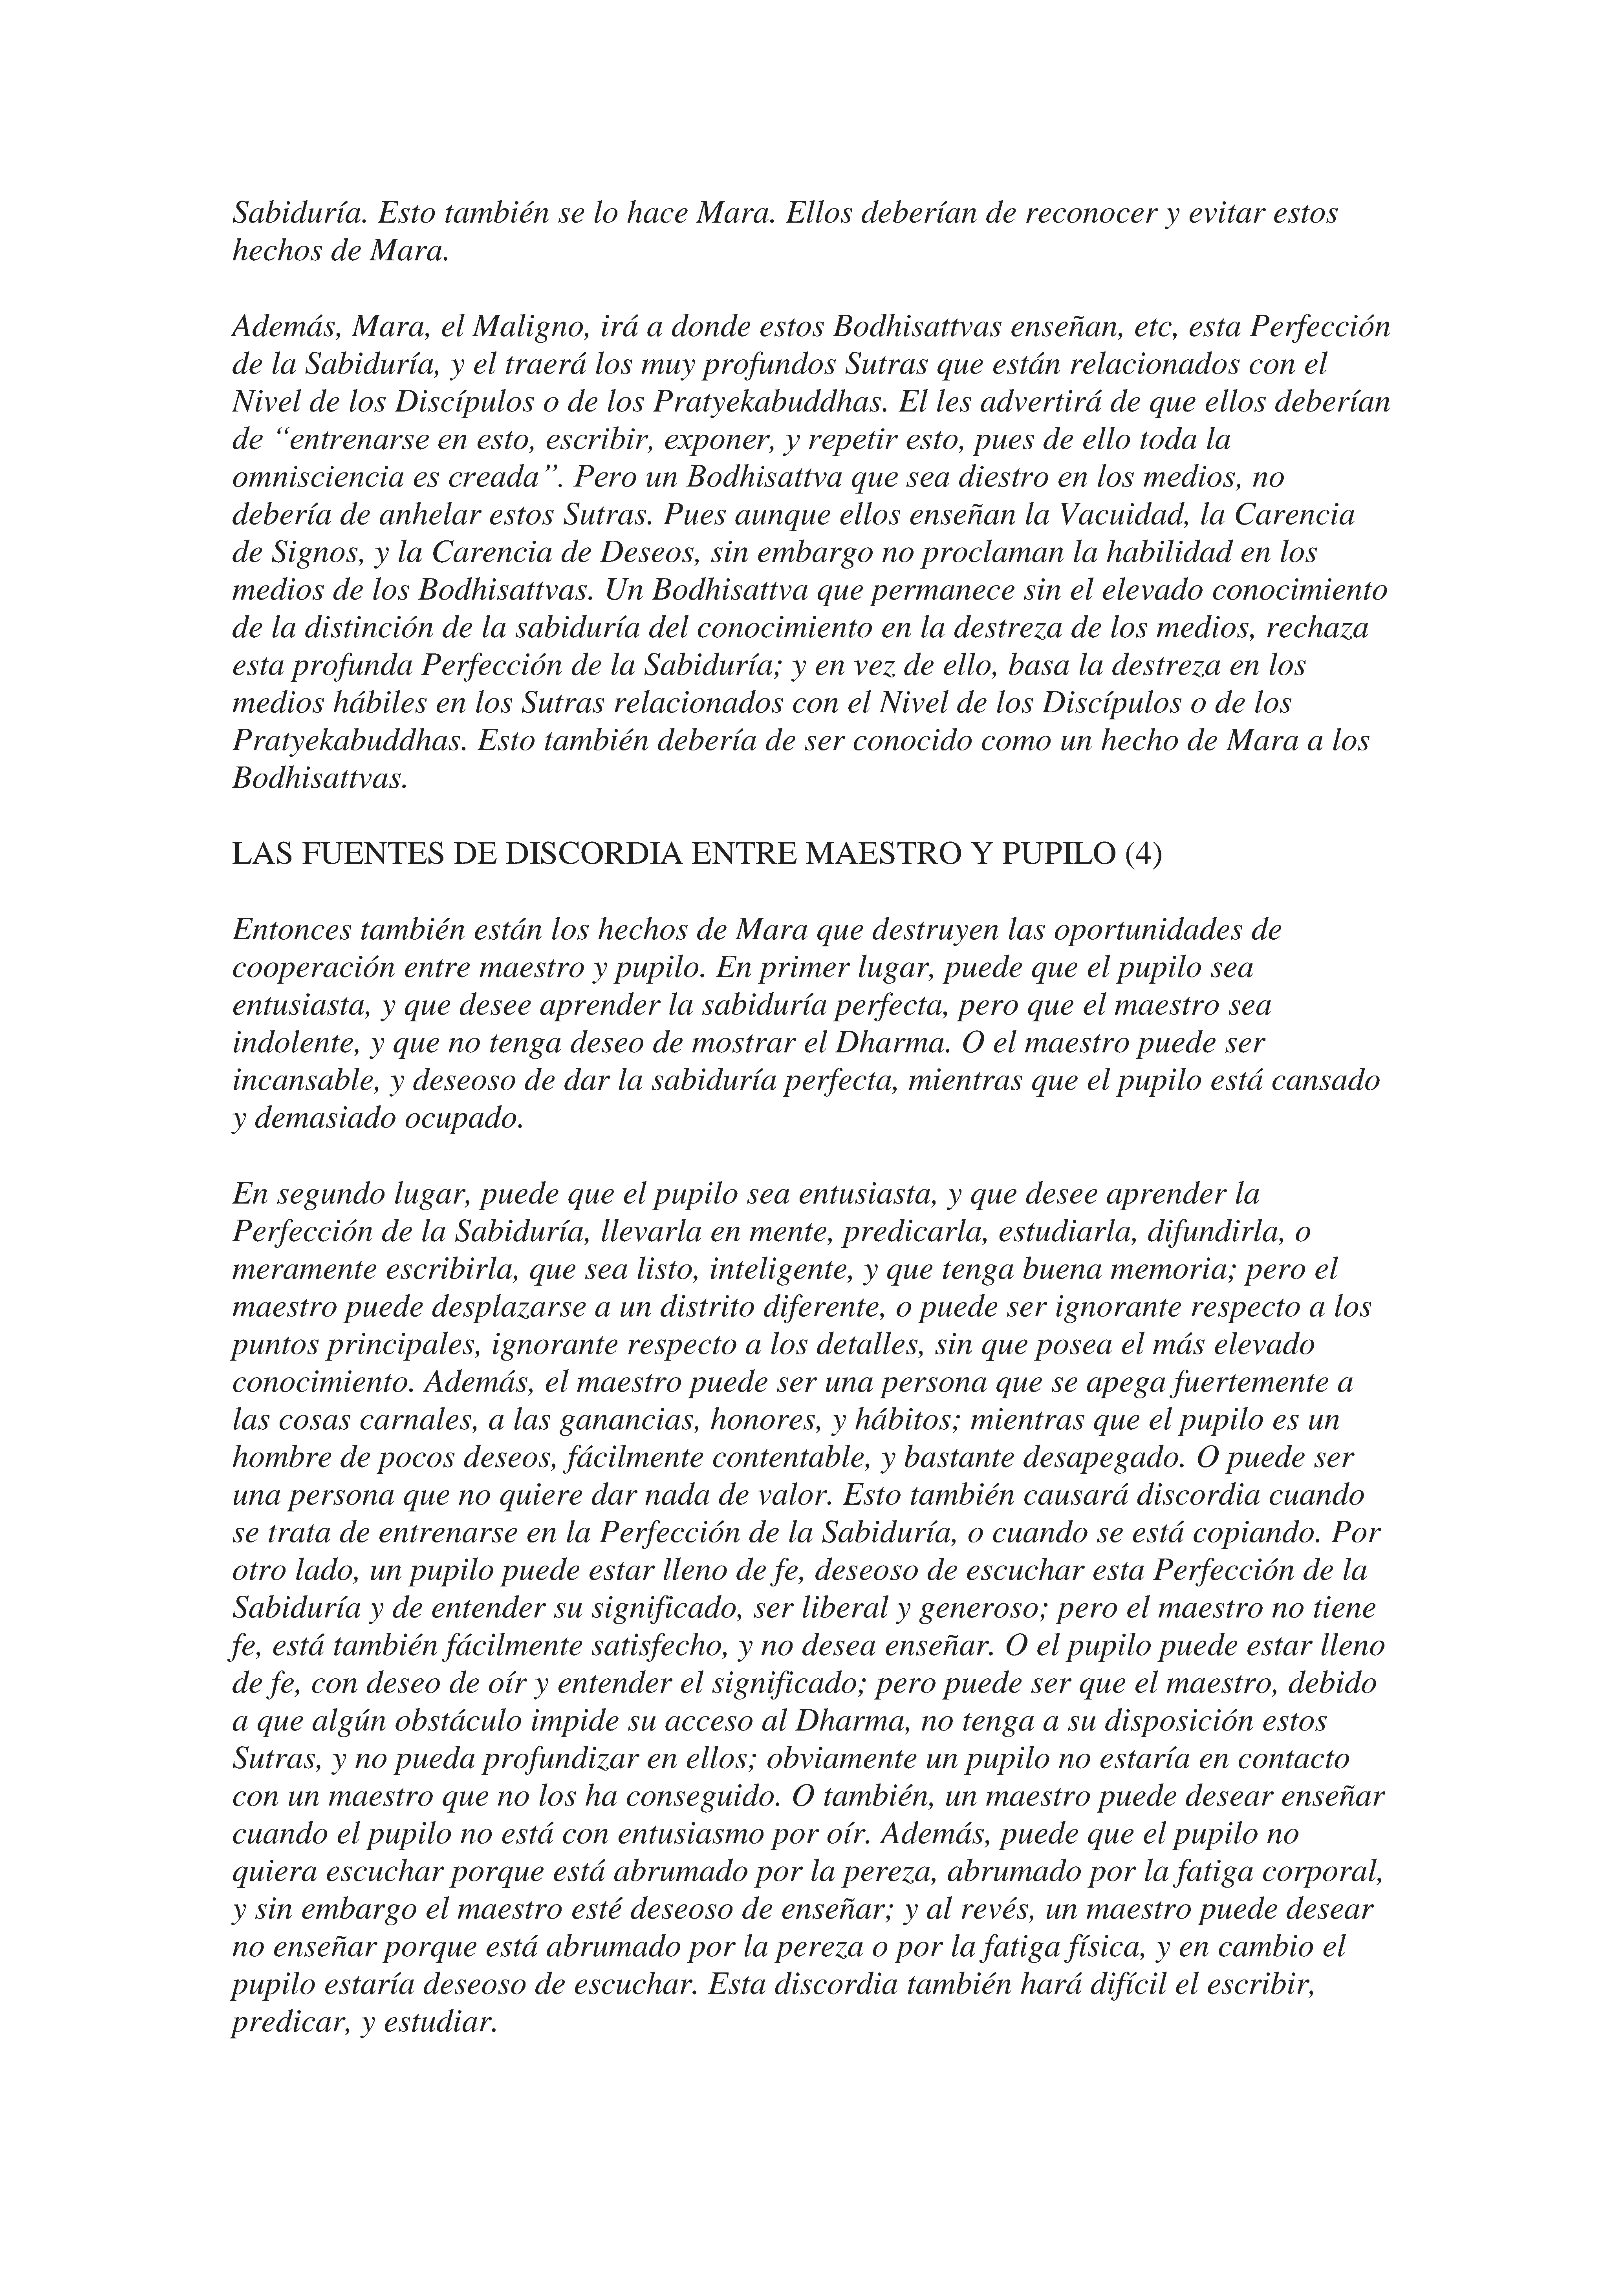 Sabiduría. Esto también se lo hace Mara. Ellos deberían de reconocer y evitar estos
hechos de Mara.
Además, Mara, el Maligno, irá a donde estos Bodhisattvas enseñan, etc, esta Perfección
de la Sabiduría, y el traerá los muy profundos Sutras que están relacionados con el
Nivel de los Discípulos o de los Pratyekabuddhas. El les advertirá de que ellos deberían
de “entrenarse en esto, escribir, exponer, y repetir esto, pues de ello toda la
omnisciencia es creada”. Pero un Bodhisattva que sea diestro en los medios, no
debería de anhelar estos Sutras. Pues aunque ellos enseñan la Vacuidad, la Carencia
de Signos, y la Carencia de Deseos, sin embargo no proclaman la habilidad en los
medios de los Bodhisattvas. Un Bodhisattva que permanece sin el elevado conocimiento
de la distinción de la sabiduría del conocimiento en la destreza de los medios, rechaza
esta profunda Perfección de la Sabiduría; y en vez de ello, basa la destreza en los
medios hábiles en los Sutras relacionados con el Nivel de los Discípulos o de los
Pratyekabuddhas. Esto también debería de ser conocido como un hecho de Mara a los
Bodhisattvas.
LAS FUENTES DE DISCORDIA ENTRE MAESTRO Y PUPILO (4)
Entonces también están los hechos de Mara que destruyen las oportunidades de
cooperación entre maestro y pupilo. En primer lugar, puede que el pupilo sea
entusiasta, y que desee aprender la sabiduría perfecta, pero que el maestro sea
indolente, y que no tenga deseo de mostrar el Dharma. O el maestro puede ser
incansable, y deseoso de dar la sabiduría perfecta, mientras que el pupilo está cansado
y demasiado ocupado.
En segundo lugar, puede que el pupilo sea entusiasta, y que desee aprender la
Perfección de la Sabiduría, llevarla en mente, predicarla, estudiarla, difundirla, o
meramente escribirla, que sea listo, inteligente, y que tenga buena memoria; pero el
maestro puede desplazarse a un distrito diferente, o puede ser ignorante respecto a los
puntos principales, ignorante respecto a los detalles, sin que posea el más elevado
conocimiento. Además, el maestro puede ser una persona que se apega fuertemente a
las cosas carnales, a las ganancias, honores, y hábitos; mientras que el pupilo es un
hombre de pocos deseos, fácilmente contentable, y bastante desapegado. O puede ser
una persona que no quiere dar nada de valor. Esto también causará discordia cuando
se trata de entrenarse en la Perfección de la Sabiduría, o cuando se está copiando. Por
otro lado, un pupilo puede estar lleno de fe, deseoso de escuchar esta Perfección de la
Sabiduría y de entender su significado, ser liberal y generoso; pero el maestro no tiene
fe, está también fácilmente satisfecho, y no desea enseñar. O el pupilo puede estar lleno
de fe, con deseo de oír y entender el significado; pero puede ser que el maestro, debido
a que algún obstáculo impide su acceso al Dharma, no tenga a su disposición estos
Sutras, y no pueda profundizar en ellos; obviamente un pupilo no estaría en contacto
con un maestro que no los ha conseguido. O también, un maestro puede desear enseñar
cuando el pupilo no está con entusiasmo por oír. Además, puede que el pupilo no
quiera escuchar porque está abrumado por la pereza, abrumado por la fatiga corporal,
y sin embargo el maestro esté deseoso de enseñar; y al revés, un maestro puede desear
no enseñar porque está abrumado por la pereza o por la fatiga física, y en cambio el
pupilo estaría deseoso de escuchar. Esta discordia también hará difícil el escribir,
predicar, y estudiar.